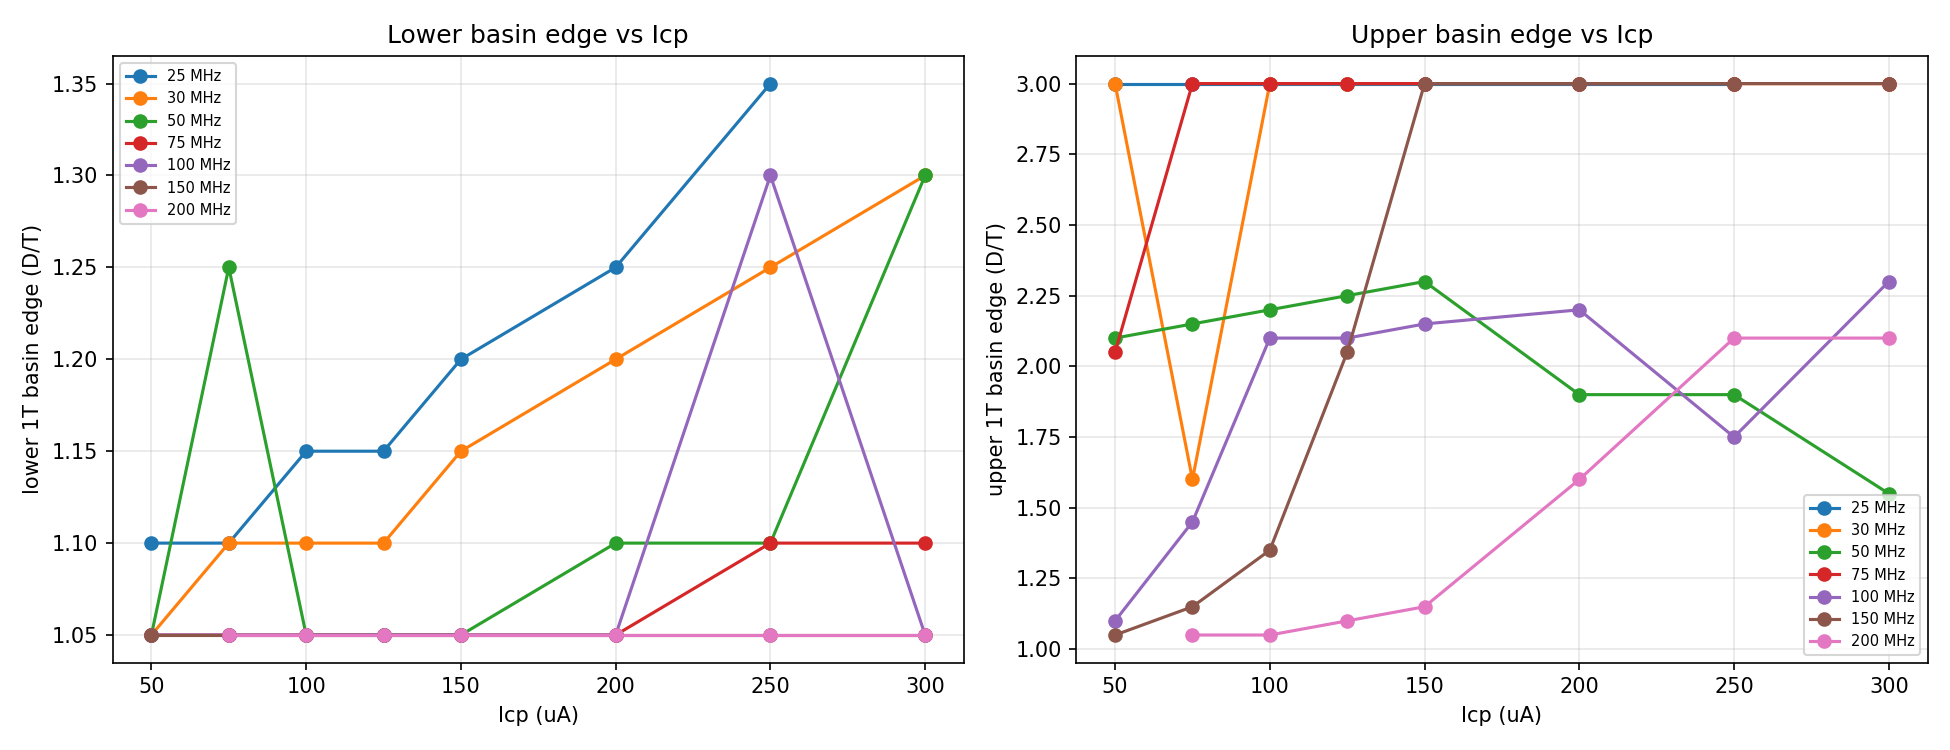 Lower basin edge vs Icp
lower 1T basin edge (D/T)
1.35
1.30
1.25
1.20
1.15
1.10
1.05
25 MHz
30 MHz
50 MHz
75 MHz
100 MHz
150 MHz
200 MHz
50 100 150 200 250 300
Icp (uA)
Upper basin edge vs Icp
upper 1T basin edge (D/T)
3.00
2.75
2.50
2.25
2.00
1.75
1.50
1.25
1.00
25 MHz
30 MHz
50 MHz
75 MHz
100 MHz
150 MHz
200 MHz
50 100 150 200 250 300
Icp (uA)